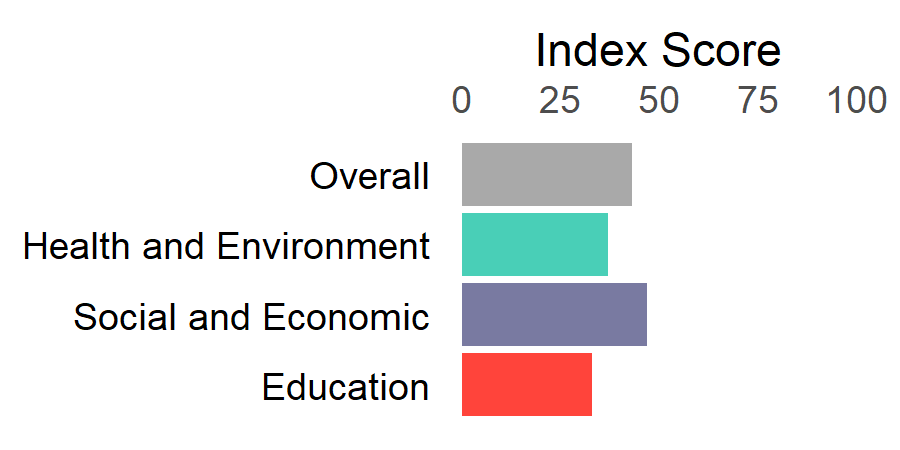 Index Score
0 25 50 75 100
Overall
Health and Environment
Social and Economic
Education